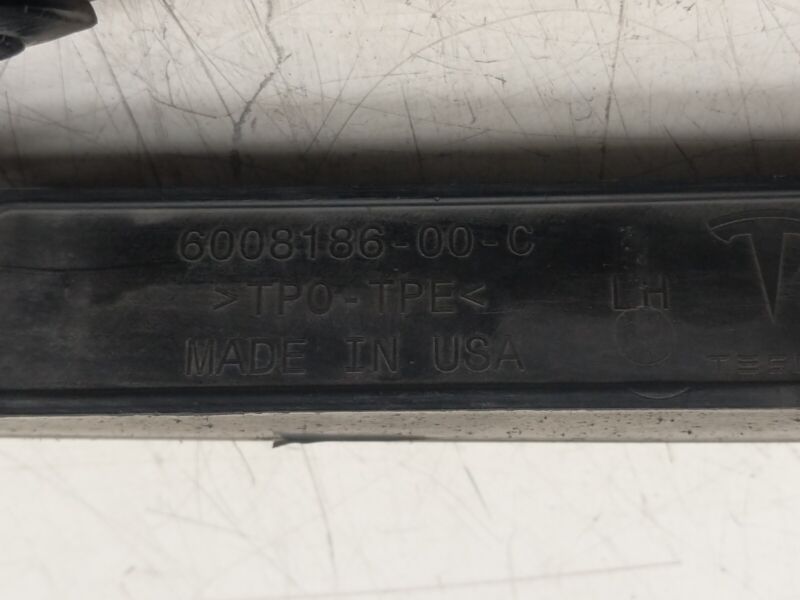 6008186-00-C
>TPO-TPE<
LH
MADE IN USA